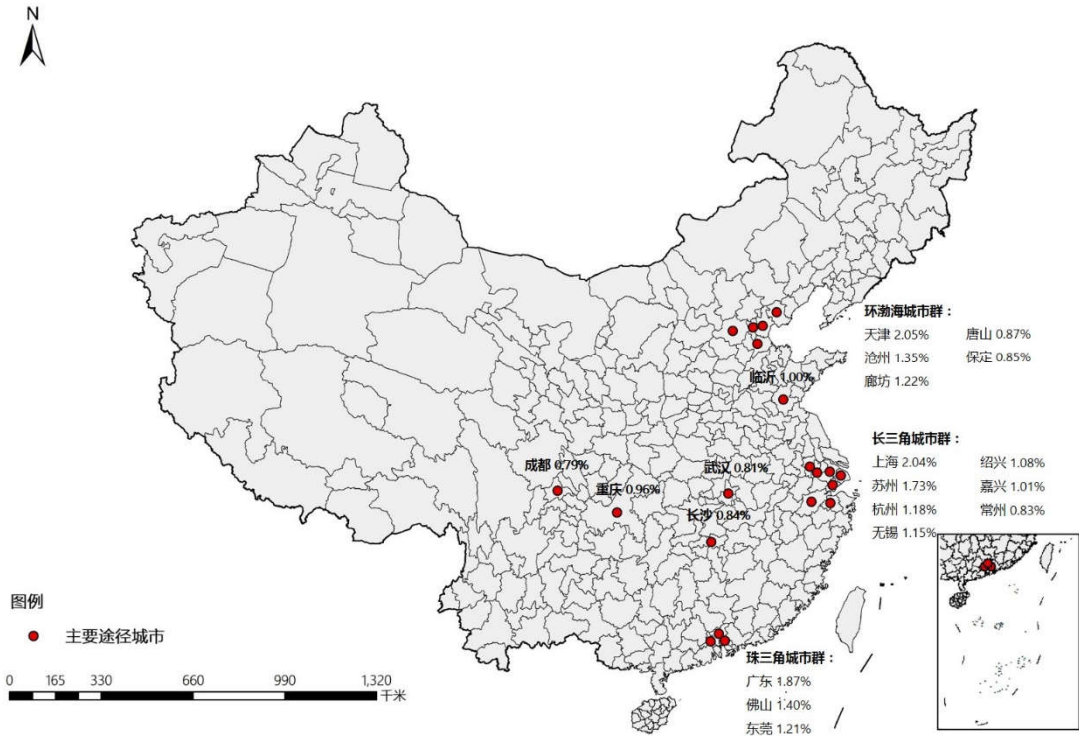 N
环渤海城市群：
天津 2.05% 唐山 0.87%
沧州 1.35% 保定 0.85%
廊坊 1.22%
临沂 1.00%
长三角城市群：
上海 2.04% 绍兴 1.08%
苏州 1.73% 嘉兴 1.01%
杭州 1.18% 常州 0.83%
无锡 1.15%
成都 0.79%
武汉 0.81%
重庆 0.96%
长沙 0.84%
图例
主要途径城市
0 165 330 660 990 1,320
千米
珠三角城市群：
广东 1.87%
佛山 1.40%
东莞 1.21%